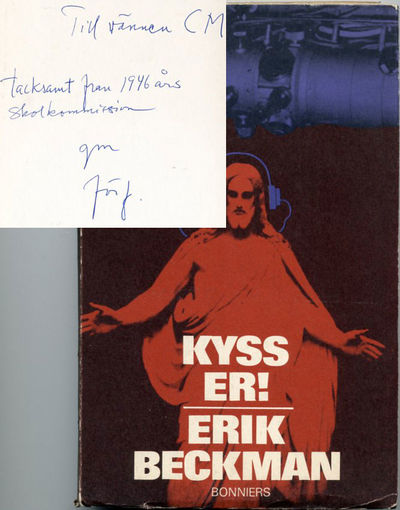 Till vännen CM
tacksamt från 1946 års
skolkommission
gm
KYSS
ER!
ERIK
BECKMAN
BONNIERS